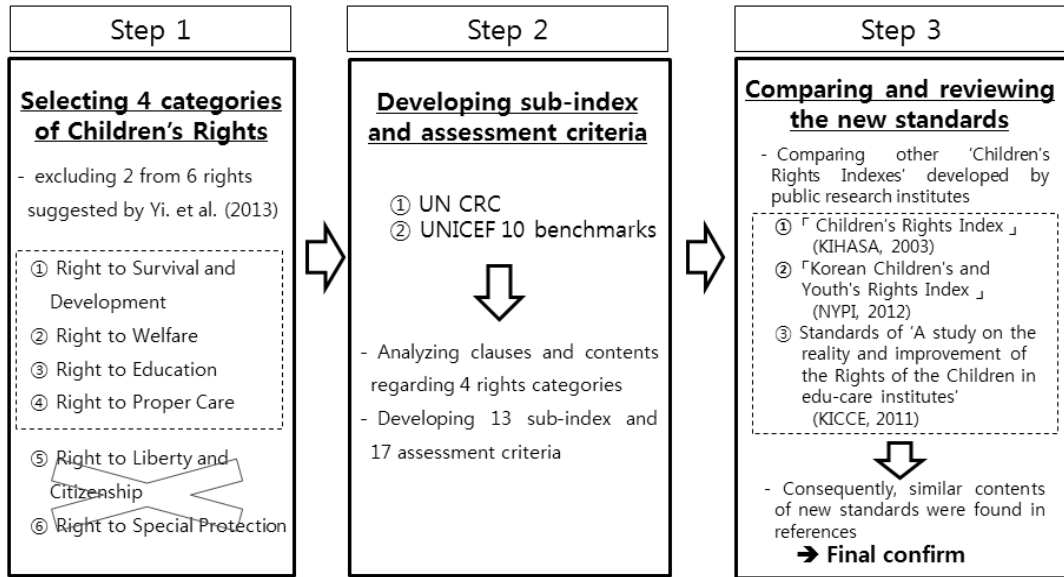 Step 1
Selecting 4 categories
of Children's Rights
- excluding 2 from 6 rights
suggested by Yi. et al. (2013)
① Right to Survival and
Development
② Right to Welfare
③ Right to Education
④ Right to Proper Care
⑤ Right to Liberty and
Citizenship
⑥ Right to Special Protection
Step 2
Developing sub-index
and assessment criteria
① UN CRC
② UNICEF 10 benchmarks
- Analyzing clauses and contents
regarding 4 rights categories
- Developing 13 sub-index and
17 assessment criteria
Step 3
Comparing and reviewing
the new standards
- Comparing other 'Children's
Rights Indexes' developed by
public research institutes
① 「 Children's Rights Index 」
(KIHASA, 2003)
② 「Korean Children's and
Youth's Rights Index 」
(NYPI, 2012)
③ Standards of 'A study on the
reality and improvement of
the Rights of the Children in
edu-care institutes'
(KICCE, 2011)
- Consequently, similar contents
of new standards were found in
references
➔ Final confirm